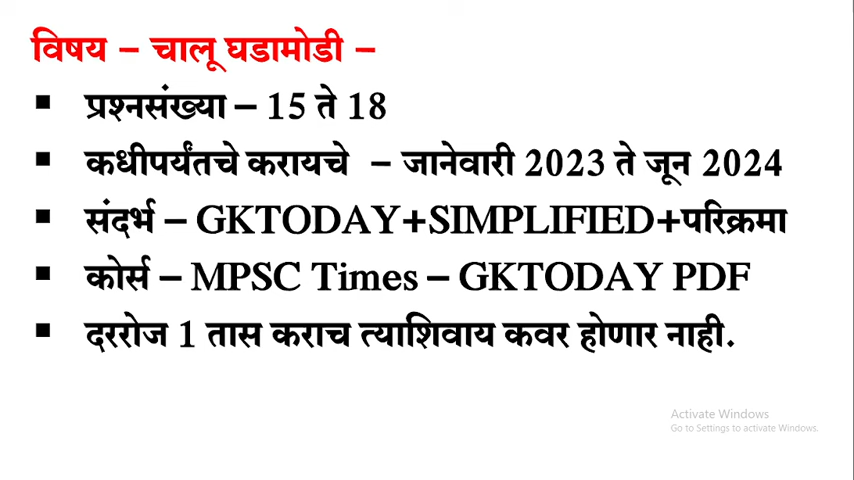 विषय – चालू घडामोडी –
▪ प्रश्नसंख्या – 15 ते 18
▪ कधीपर्यंतचे करायचे – जानेवारी 2023 ते जून 2024
▪ संदर्भ – GKTODAY+SIMPLIFIED+परिक्रमा
▪ कोर्स – MPSC Times – GKTODAY PDF
▪ दररोज 1 तास कराच त्याशिवाय कवर होणार नाही.
Activate Windows
Go to Settings to activate Windows.